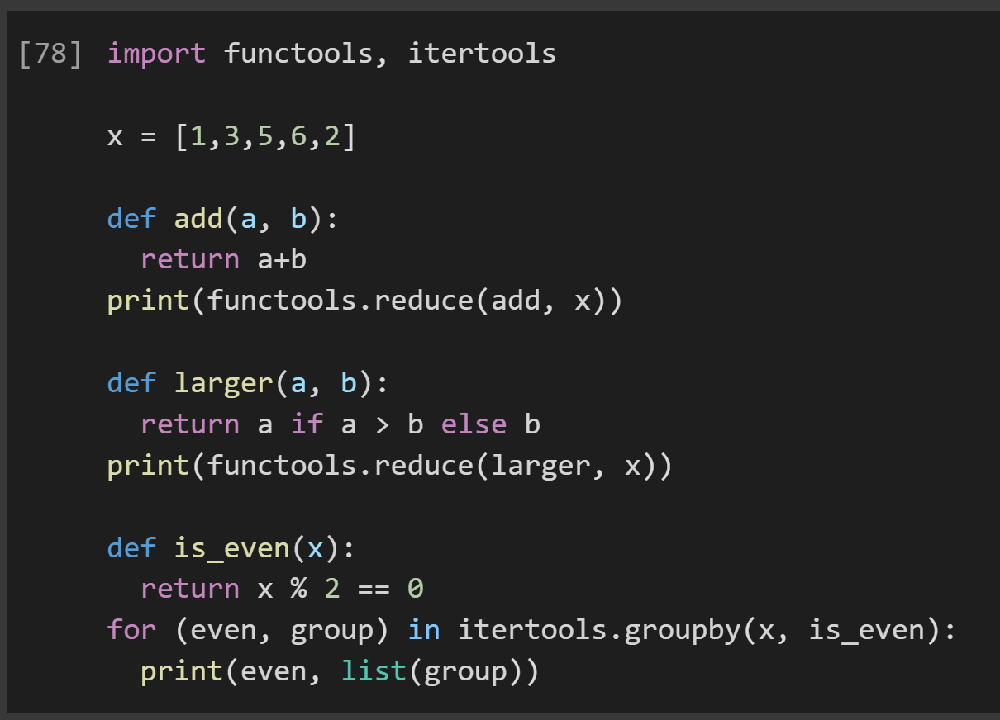 [78] import functools, itertools
x = [1,3,5,6,2]
def add(a, b):
  return a+b
print(functools.reduce(add, x))
def larger(a, b):
  return a if a > b else b
print(functools.reduce(larger, x))
def is_even(x):
  return x % 2 == 0
for (even, group) in itertools.groupby(x, is_even):
  print(even, list(group))